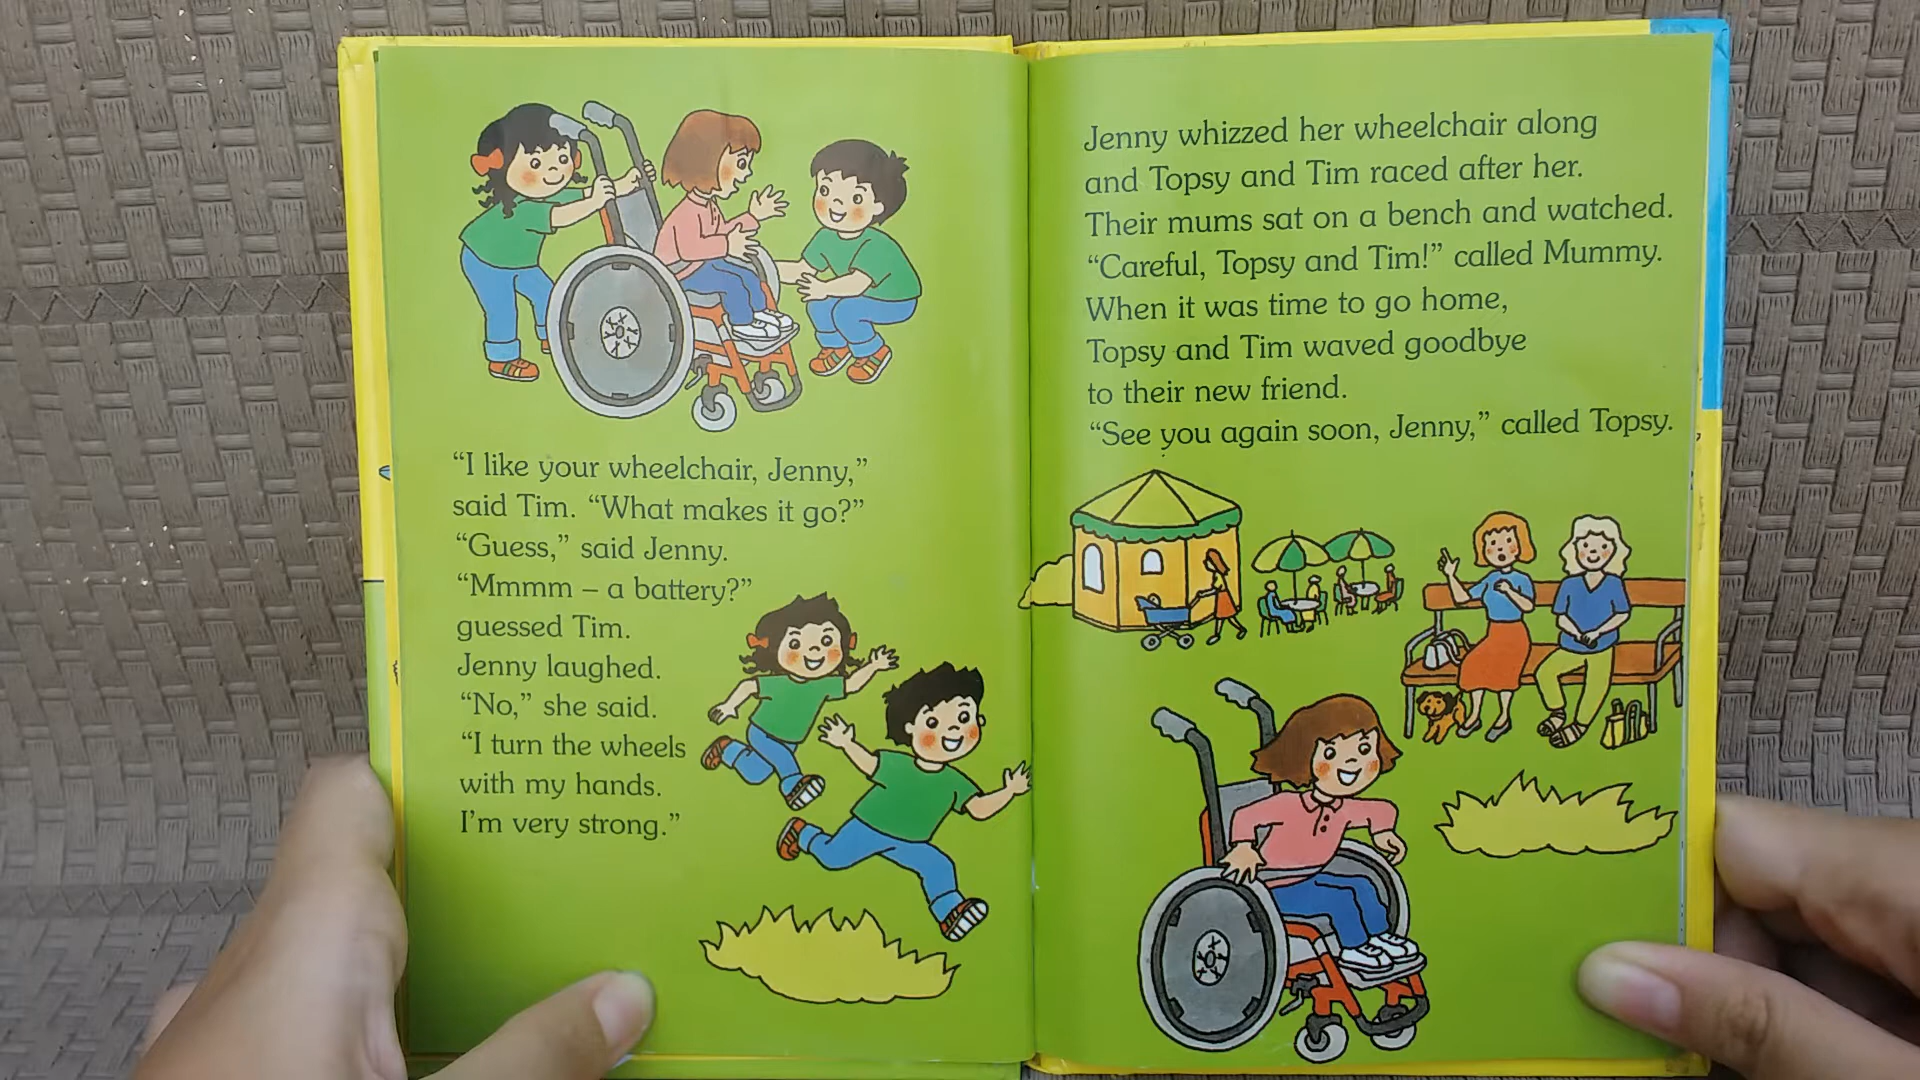 “I like your wheelchair, Jenny,”
said Tim. “What makes it go?”
“Guess,” said Jenny.
“Mmmm – a battery?”
guessed Tim.
Jenny laughed.
“No,” she said.
“I turn the wheels
with my hands.
I’m very strong.”
Jenny whizzed her wheelchair along
and Topsy and Tim raced after her.
Their mums sat on a bench and watched.
“Careful, Topsy and Tim!” called Mummy.
When it was time to go home,
Topsy and Tim waved goodbye
to their new friend.
“See you again soon, Jenny,” called Topsy.